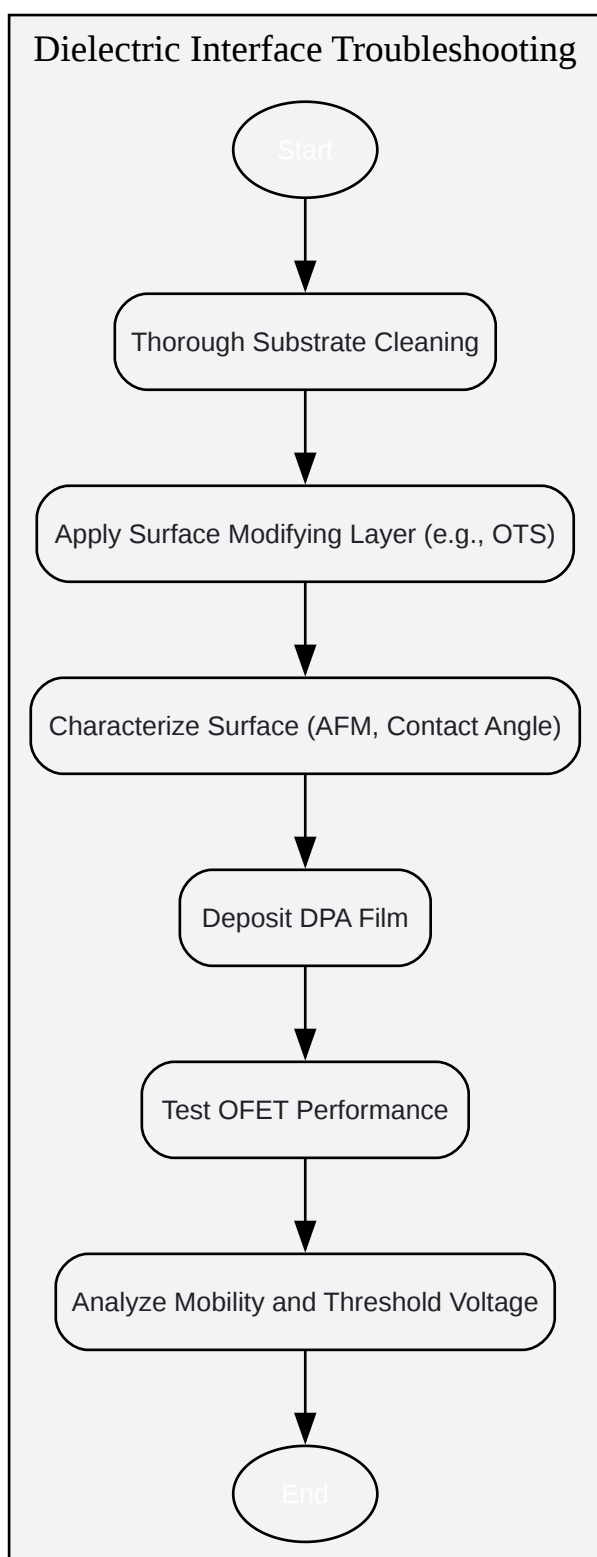 Dielectric Interface Troubleshooting
Start
Thorough Substrate Cleaning
Apply Surface Modifying Layer (e.g., OTS)
Characterize Surface (AFM, Contact Angle)
Deposit DPA Film
Test OFET Performance
Analyze Mobility and Threshold Voltage
End